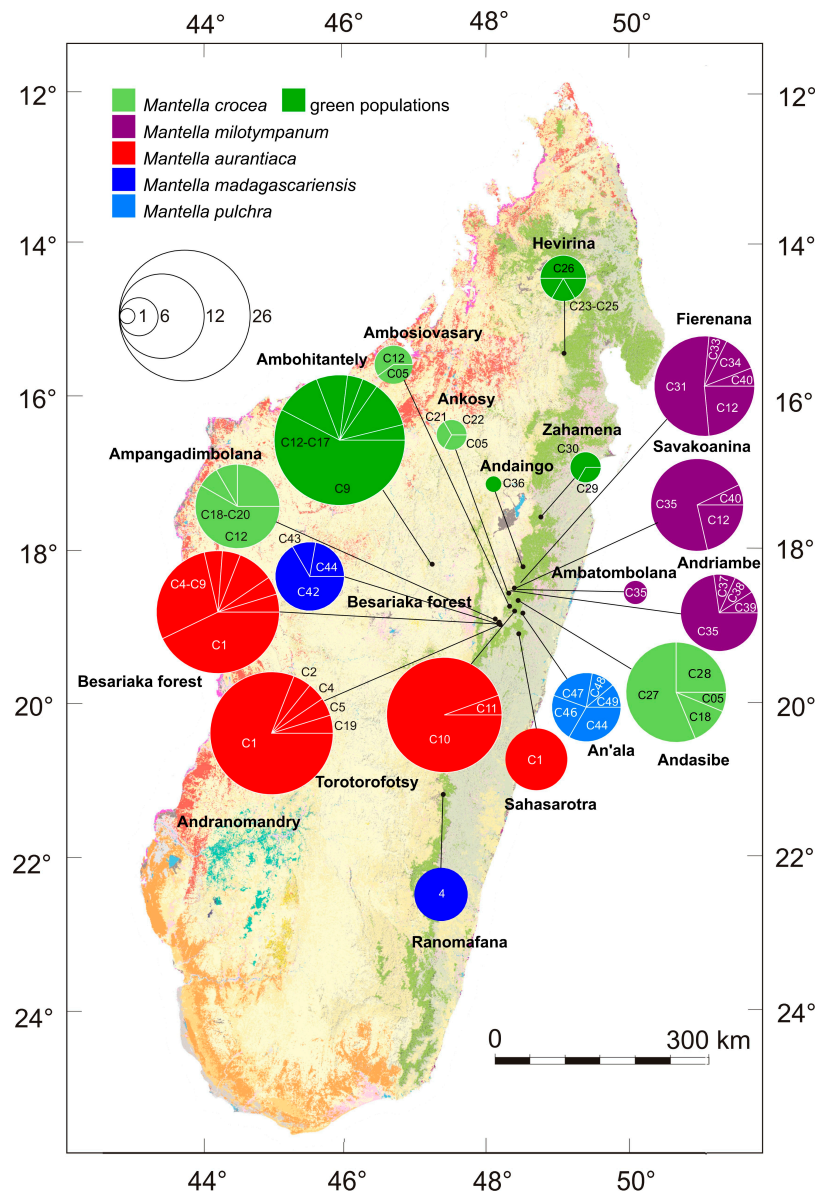 44° 46° 48° 50°
12° 12°
Mantella crocea green populations
Mantella milotympanum
Mantella aurantiaca
Mantella madagascariensis
Mantella pulchra
14° 14°
Hevirina
C26
C23-C25
1 6 12 26
Fierenana
C33
C34
C31
C40
C12
Ambosiovasary
C12
C05
Ambohitantely
C12-C17
C9
16° 16°
Ankosy
C21 C22
C05
Zahamena
C30
C29
Andaingo
C36
Savakoanina
C35
C40
C12
Ampangadimbolana
C18-C20
C12
18° 18°
C43
C44
C42
Besariaka forest
Ambatombolana
C35
Andriambe
C37
C38
C39
C35
C4-C9
C1
Besariaka forest
C2
C4
C5
C19
C1
Andranomandry
C11
C10
Torotorofotsy
C1
Sahasarotra
C47
C48
C49
C46
C44
An'ala
C28
C27
C05
C18
Andasibe
20° 20°
22° 22°
4
Ranomafana
24° 24°
0 300 km
44° 46° 48° 50°